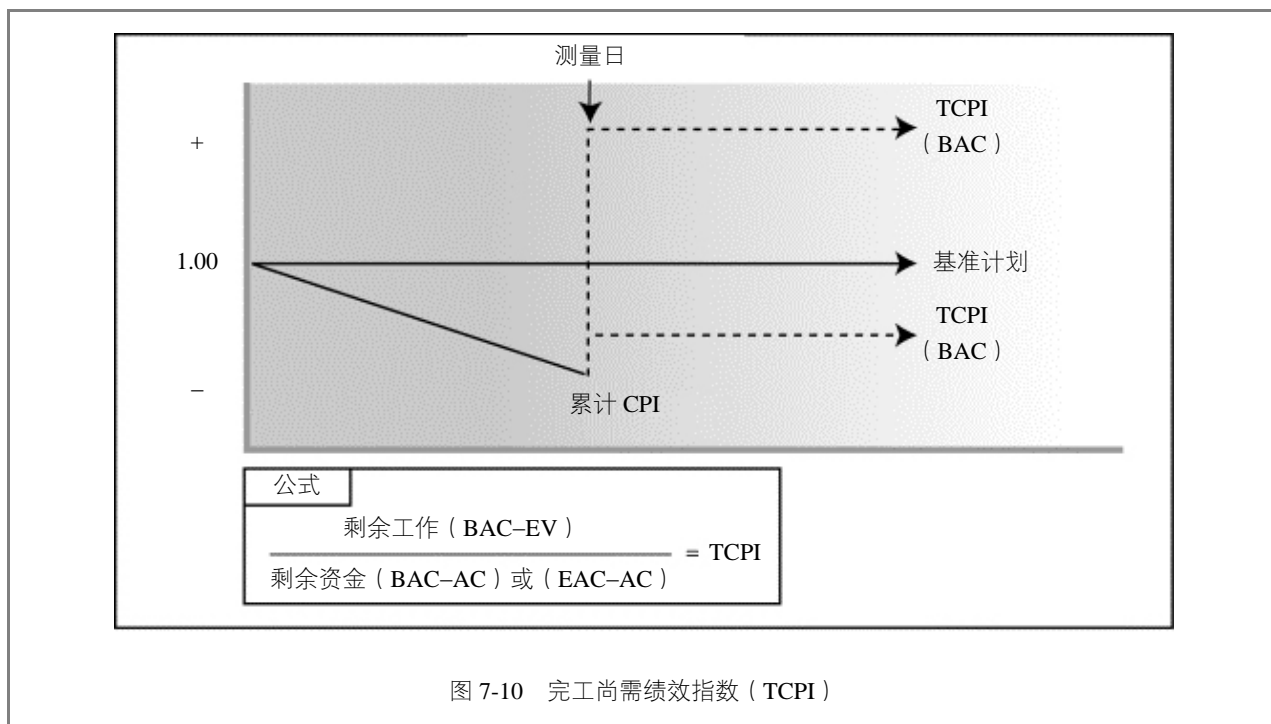 测量日
TCPI
（BAC）
+
1.00
基准计划
TCPI
（BAC）
–
累计 CPI
公式
剩余工作（BAC–EV）
= TCPI
剩余资金（BAC–AC）或（EAC–AC）
图 7-10 完工尚需绩效指数（TCPI）